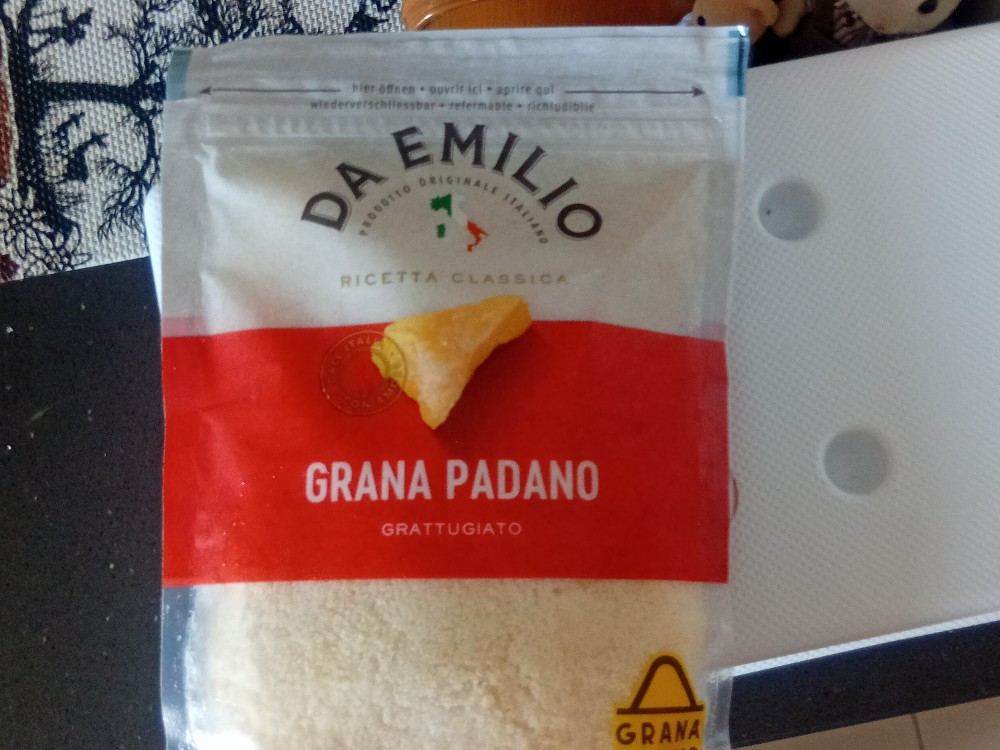 hier öffnen • ouvrir ici • aprire qui
wiederverschliessbar • refermable • richiudibile
DA EMILIO
PRODOTTO ORIGINALE ITALIANO
RICETTA CLASSICA
GRANA PADANO
GRATTUGIATO
GRANA